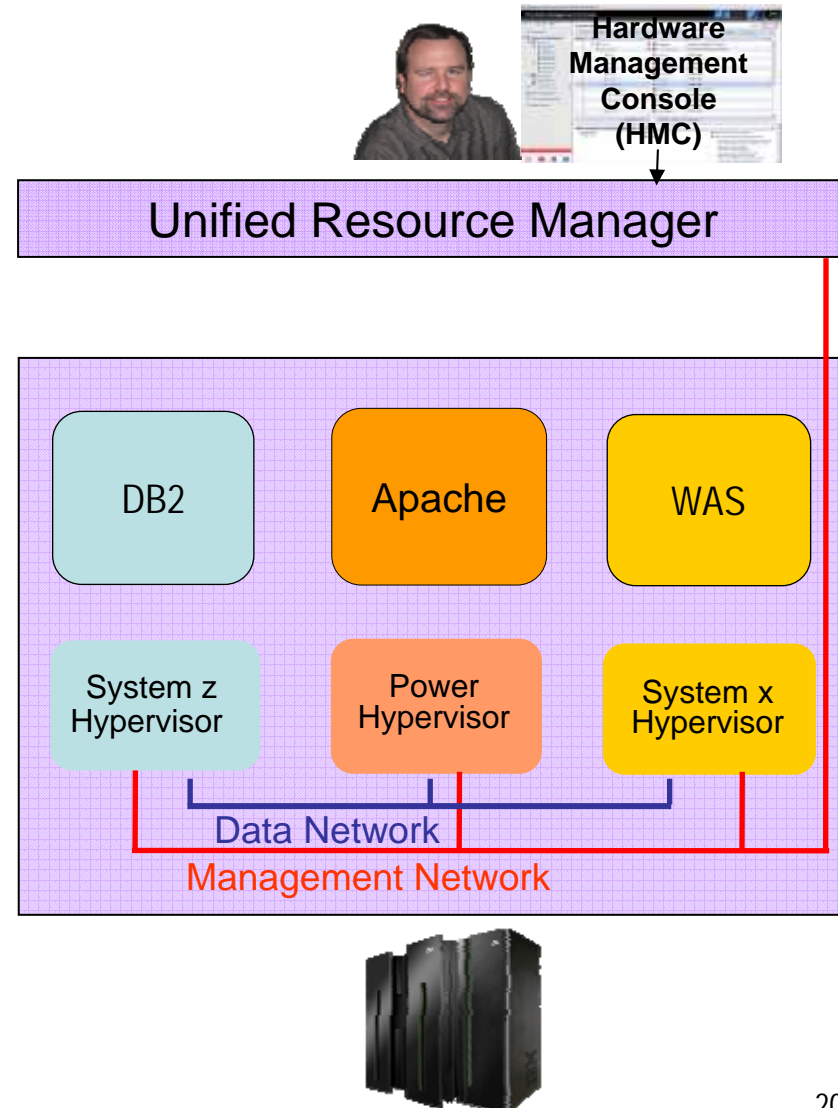 Hardware
Management
Console
(HMC)
Unified Resource Manager
DB2
Apache
WAS
System z
Hypervisor
Power
Hypervisor
System x
Hypervisor
Data Network
Management Network
20